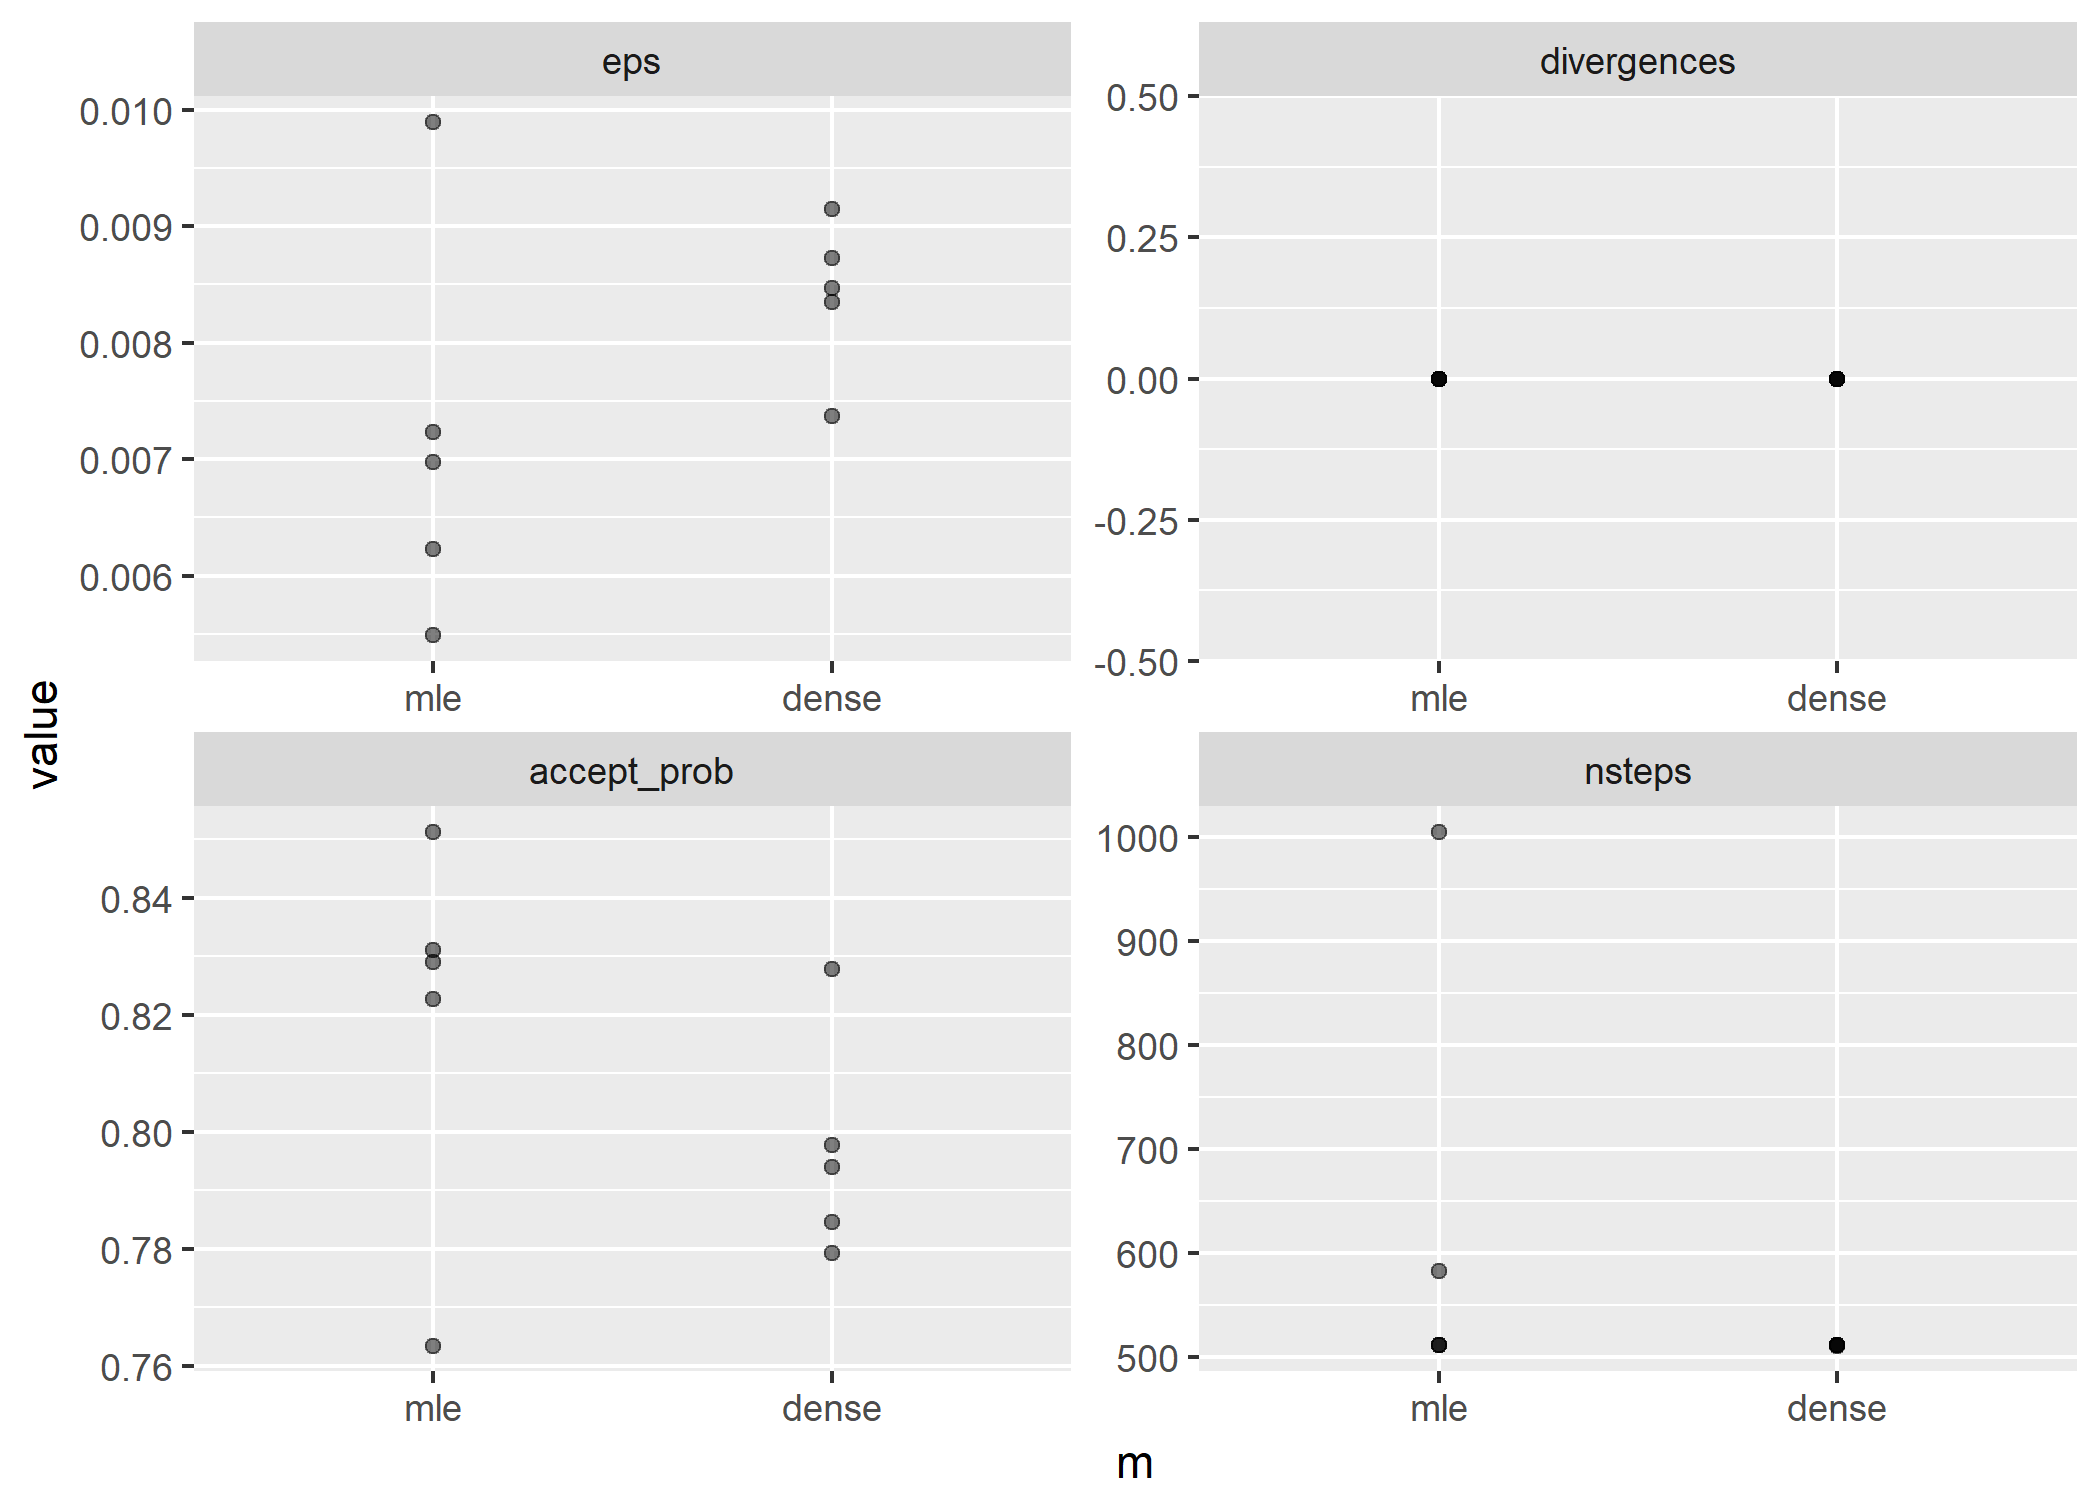 eps
divergences
0.010
0.009
0.008
0.007
0.006
0.50
0.25
0.00
-0.25
-0.50
mle
dense
mle
dense
value
accept_prob
nsteps
0.84
0.82
0.80
0.78
0.76
1000
900
800
700
600
500
mle
dense
mle
dense
m